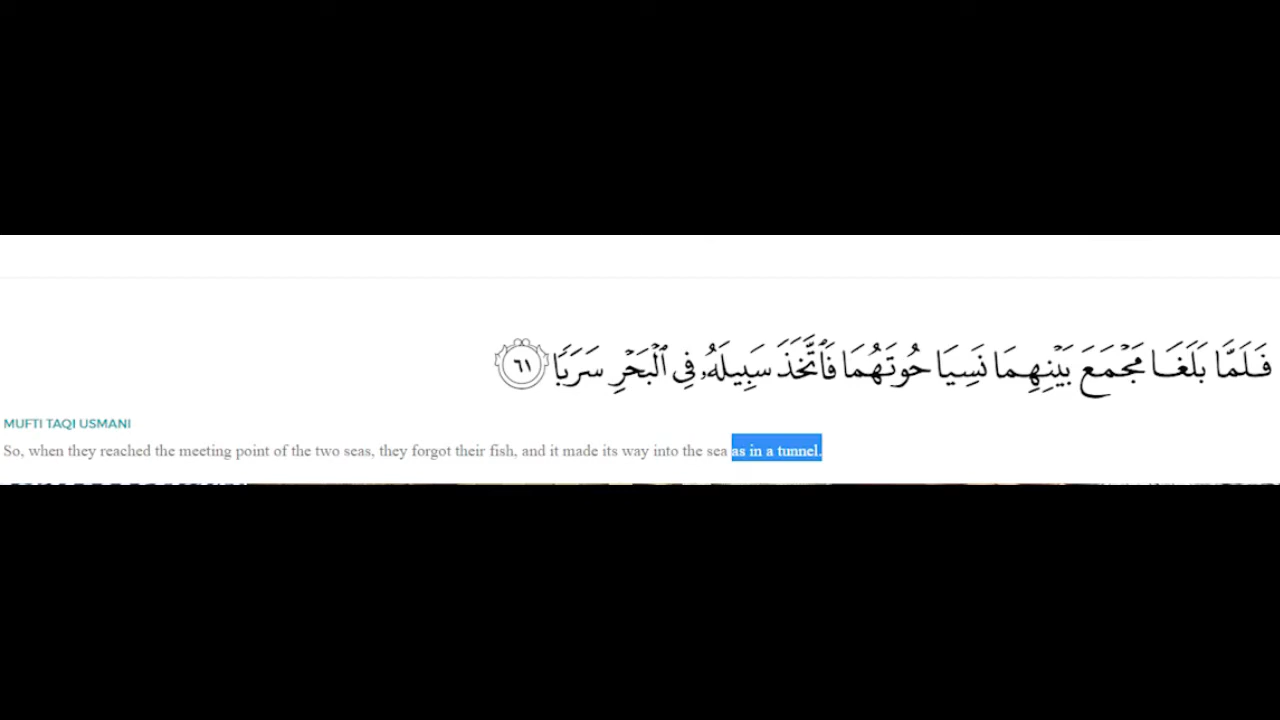 فَلَمَّا بَلَغَا مَجْمَعَ بَيْنِهِمَا نَسِيَا حُوتَهُمَا فَٱتَّخَذَ سَبِيلَهُۥ فِى ٱلْبَحْرِ سَرَبًا ٦١
MUFTI TAQI USMANI
So, when they reached the meeting point of the two seas, they forgot their fish, and it made its way into the sea as in a tunnel.